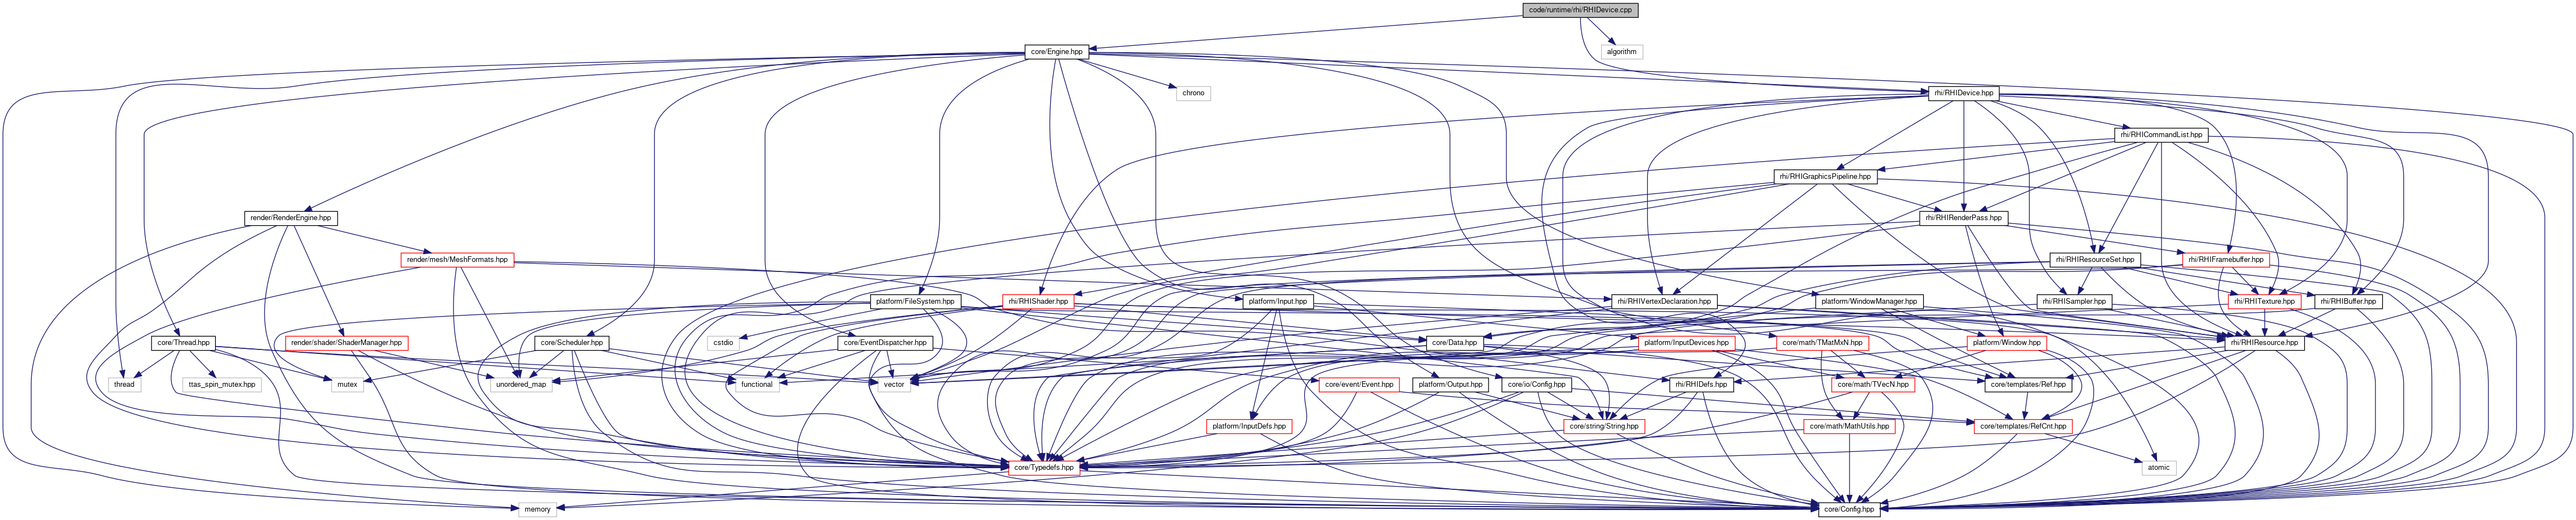 code/runtime/rhi/RHIDevice.cpp
core/Engine.hpp
algorithm
chrono
rhi/RHIDevice.hpp
rhi/RHICommandList.hpp
rhi/RHIGraphicsPipeline.hpp
render/RenderEngine.hpp
rhi/RHIRenderPass.hpp
render/mesh/MeshFormats.hpp
rhi/RHIResourceSet.hpp
rhi/RHIFramebuffer.hpp
platform/FileSystem.hpp
rhi/RHIShader.hpp
platform/Input.hpp
rhi/RHIVertexDeclaration.hpp
platform/WindowManager.hpp
rhi/RHISampler.hpp
rhi/RHITexture.hpp
rhi/RHIBuffer.hpp
core/Thread.hpp
render/shader/ShaderManager.hpp
core/Scheduler.hpp
cstdio
core/EventDispatcher.hpp
core/Data.hpp
platform/InputDevices.hpp
core/math/TMatMxN.hpp
platform/Window.hpp
rhi/RHIResource.hpp
thread
ttas_spin_mutex.hpp
mutex
unordered_map
functional
vector
core/event/Event.hpp
platform/Output.hpp
core/io/Config.hpp
rhi/RHIDefs.hpp
core/math/TVecN.hpp
core/templates/Ref.hpp
platform/InputDefs.hpp
core/string/String.hpp
core/math/MathUtils.hpp
core/templates/RefCnt.hpp
core/Typedefs.hpp
atomic
memory
core/Config.hpp